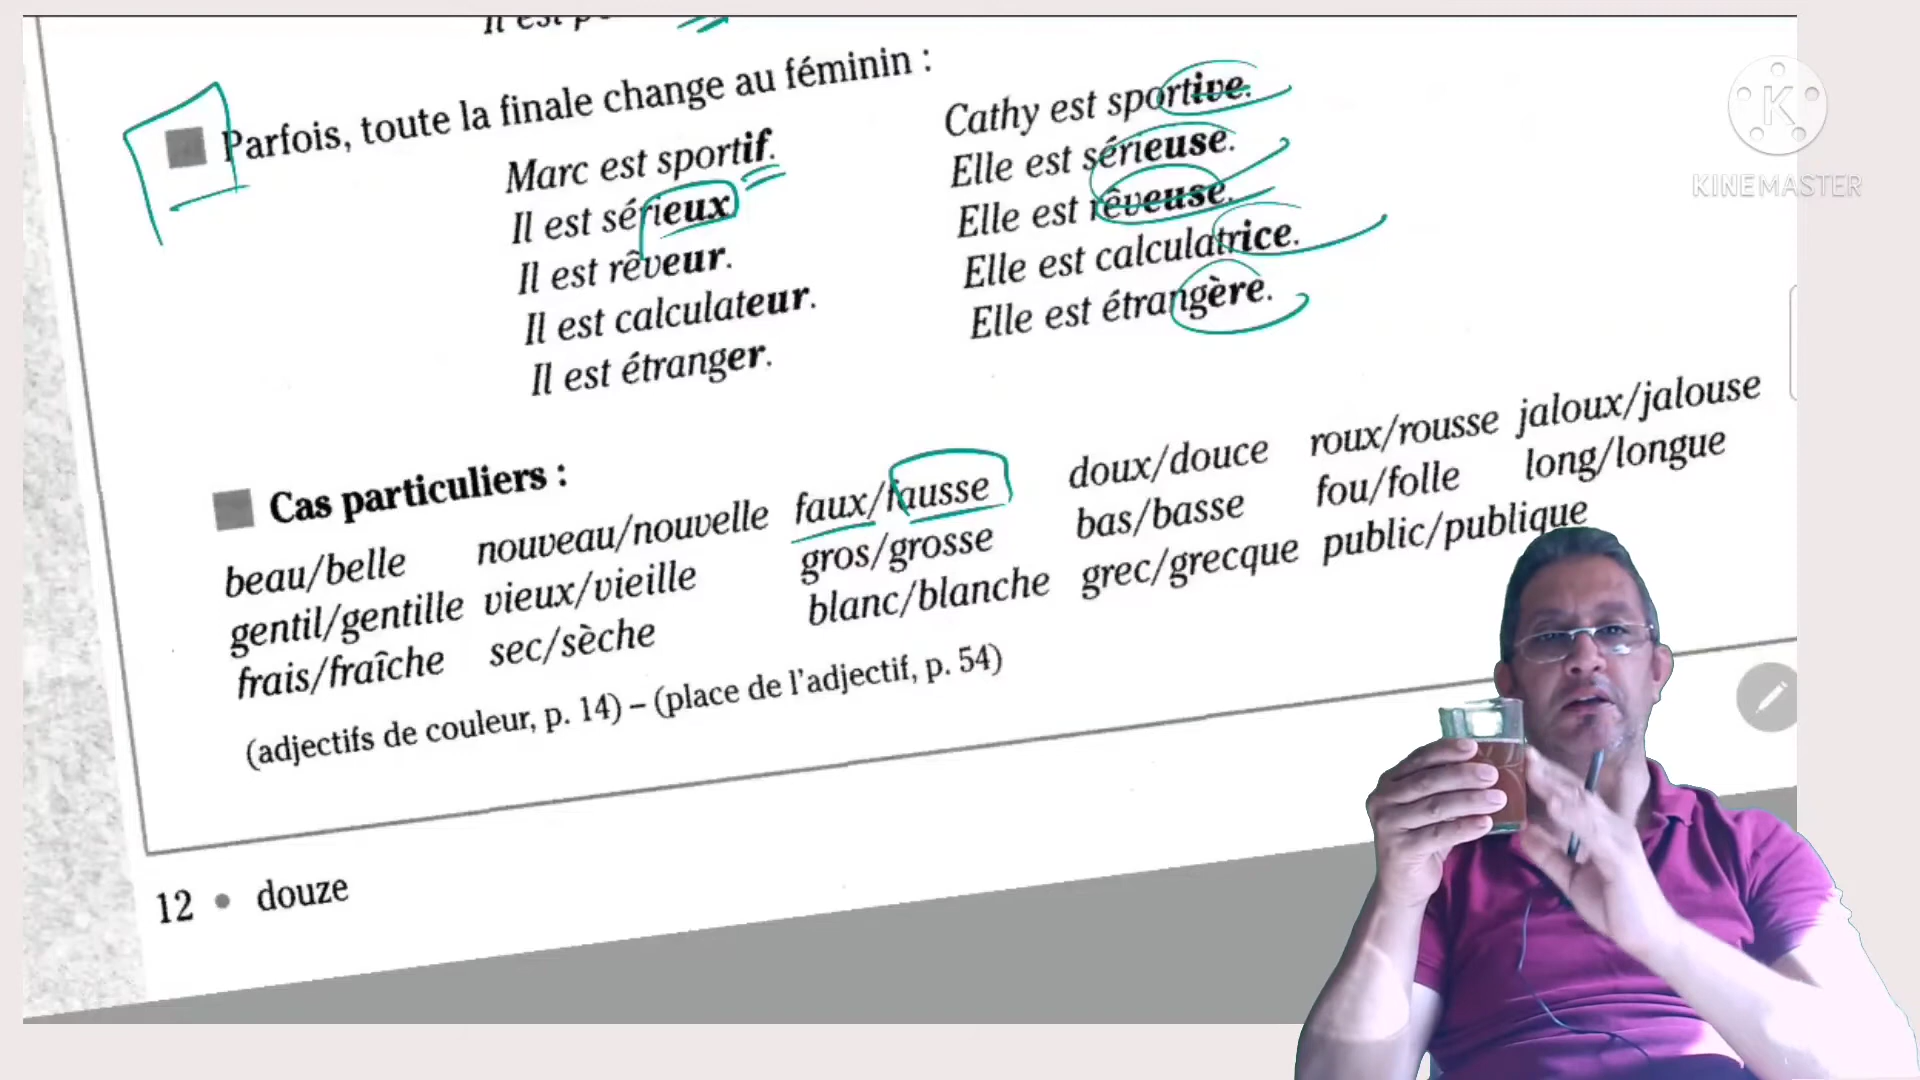 Il est
Parfois, toute la finale change au féminin :
Marc est sportif.
Cathy est sportive.
Il est sérieux
Elle est sérieuse.
Il est rêveur.
Elle est rêveuse.
Il est calculateur.
Elle est calculatrice.
Il est étranger.
Elle est étrangère.
Cas particuliers :
beau/belle nouveau/nouvelle faux/fausse doux/douce roux/rousse jaloux/jalouse
gentil/gentille vieux/vieille gros/grosse bas/basse fou/folle long/longue
frais/fraîche sec/sèche blanc/blanche grec/grecque public/publique
(adjectifs de couleur, p. 14) – (place de l'adjectif, p. 54)
12 • douze
K
KINEMASTER